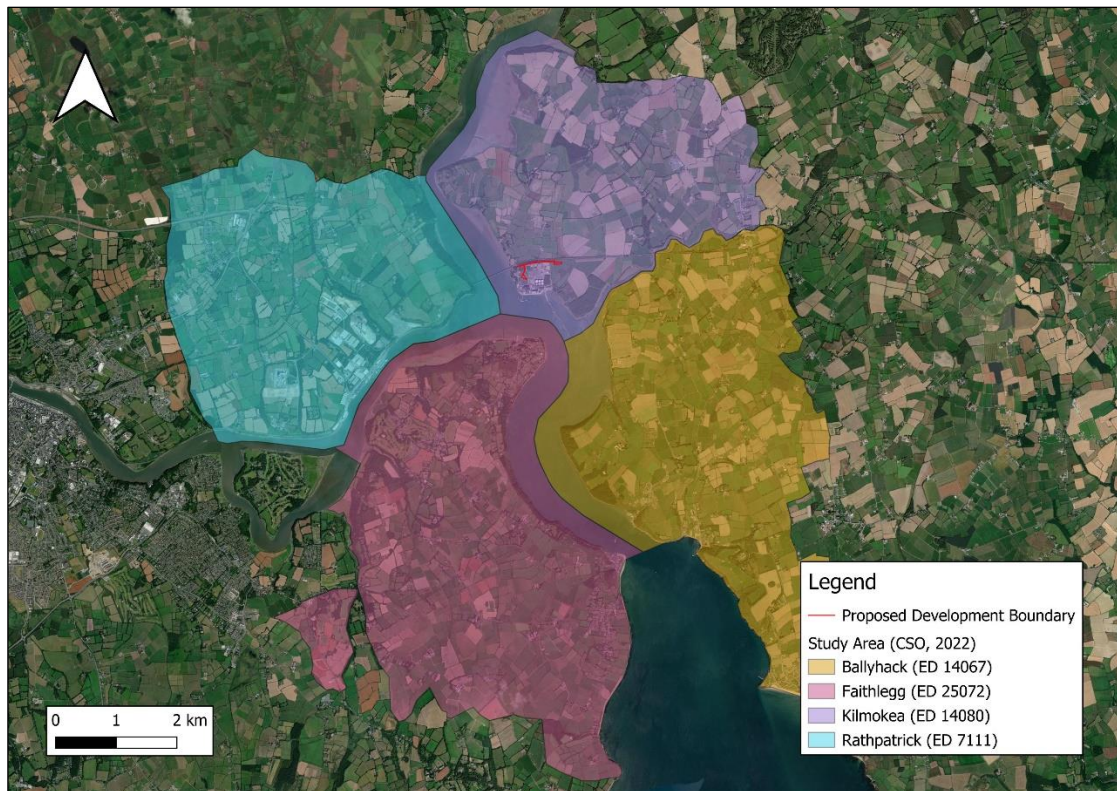 Legend
Proposed Development Boundary
Study Area (CSO, 2022)
Ballyhack (ED 14067)
Faithlegg (ED 25072)
Kilmokea (ED 14080)
Rathpatrick (ED 7111)
0 1 2 km